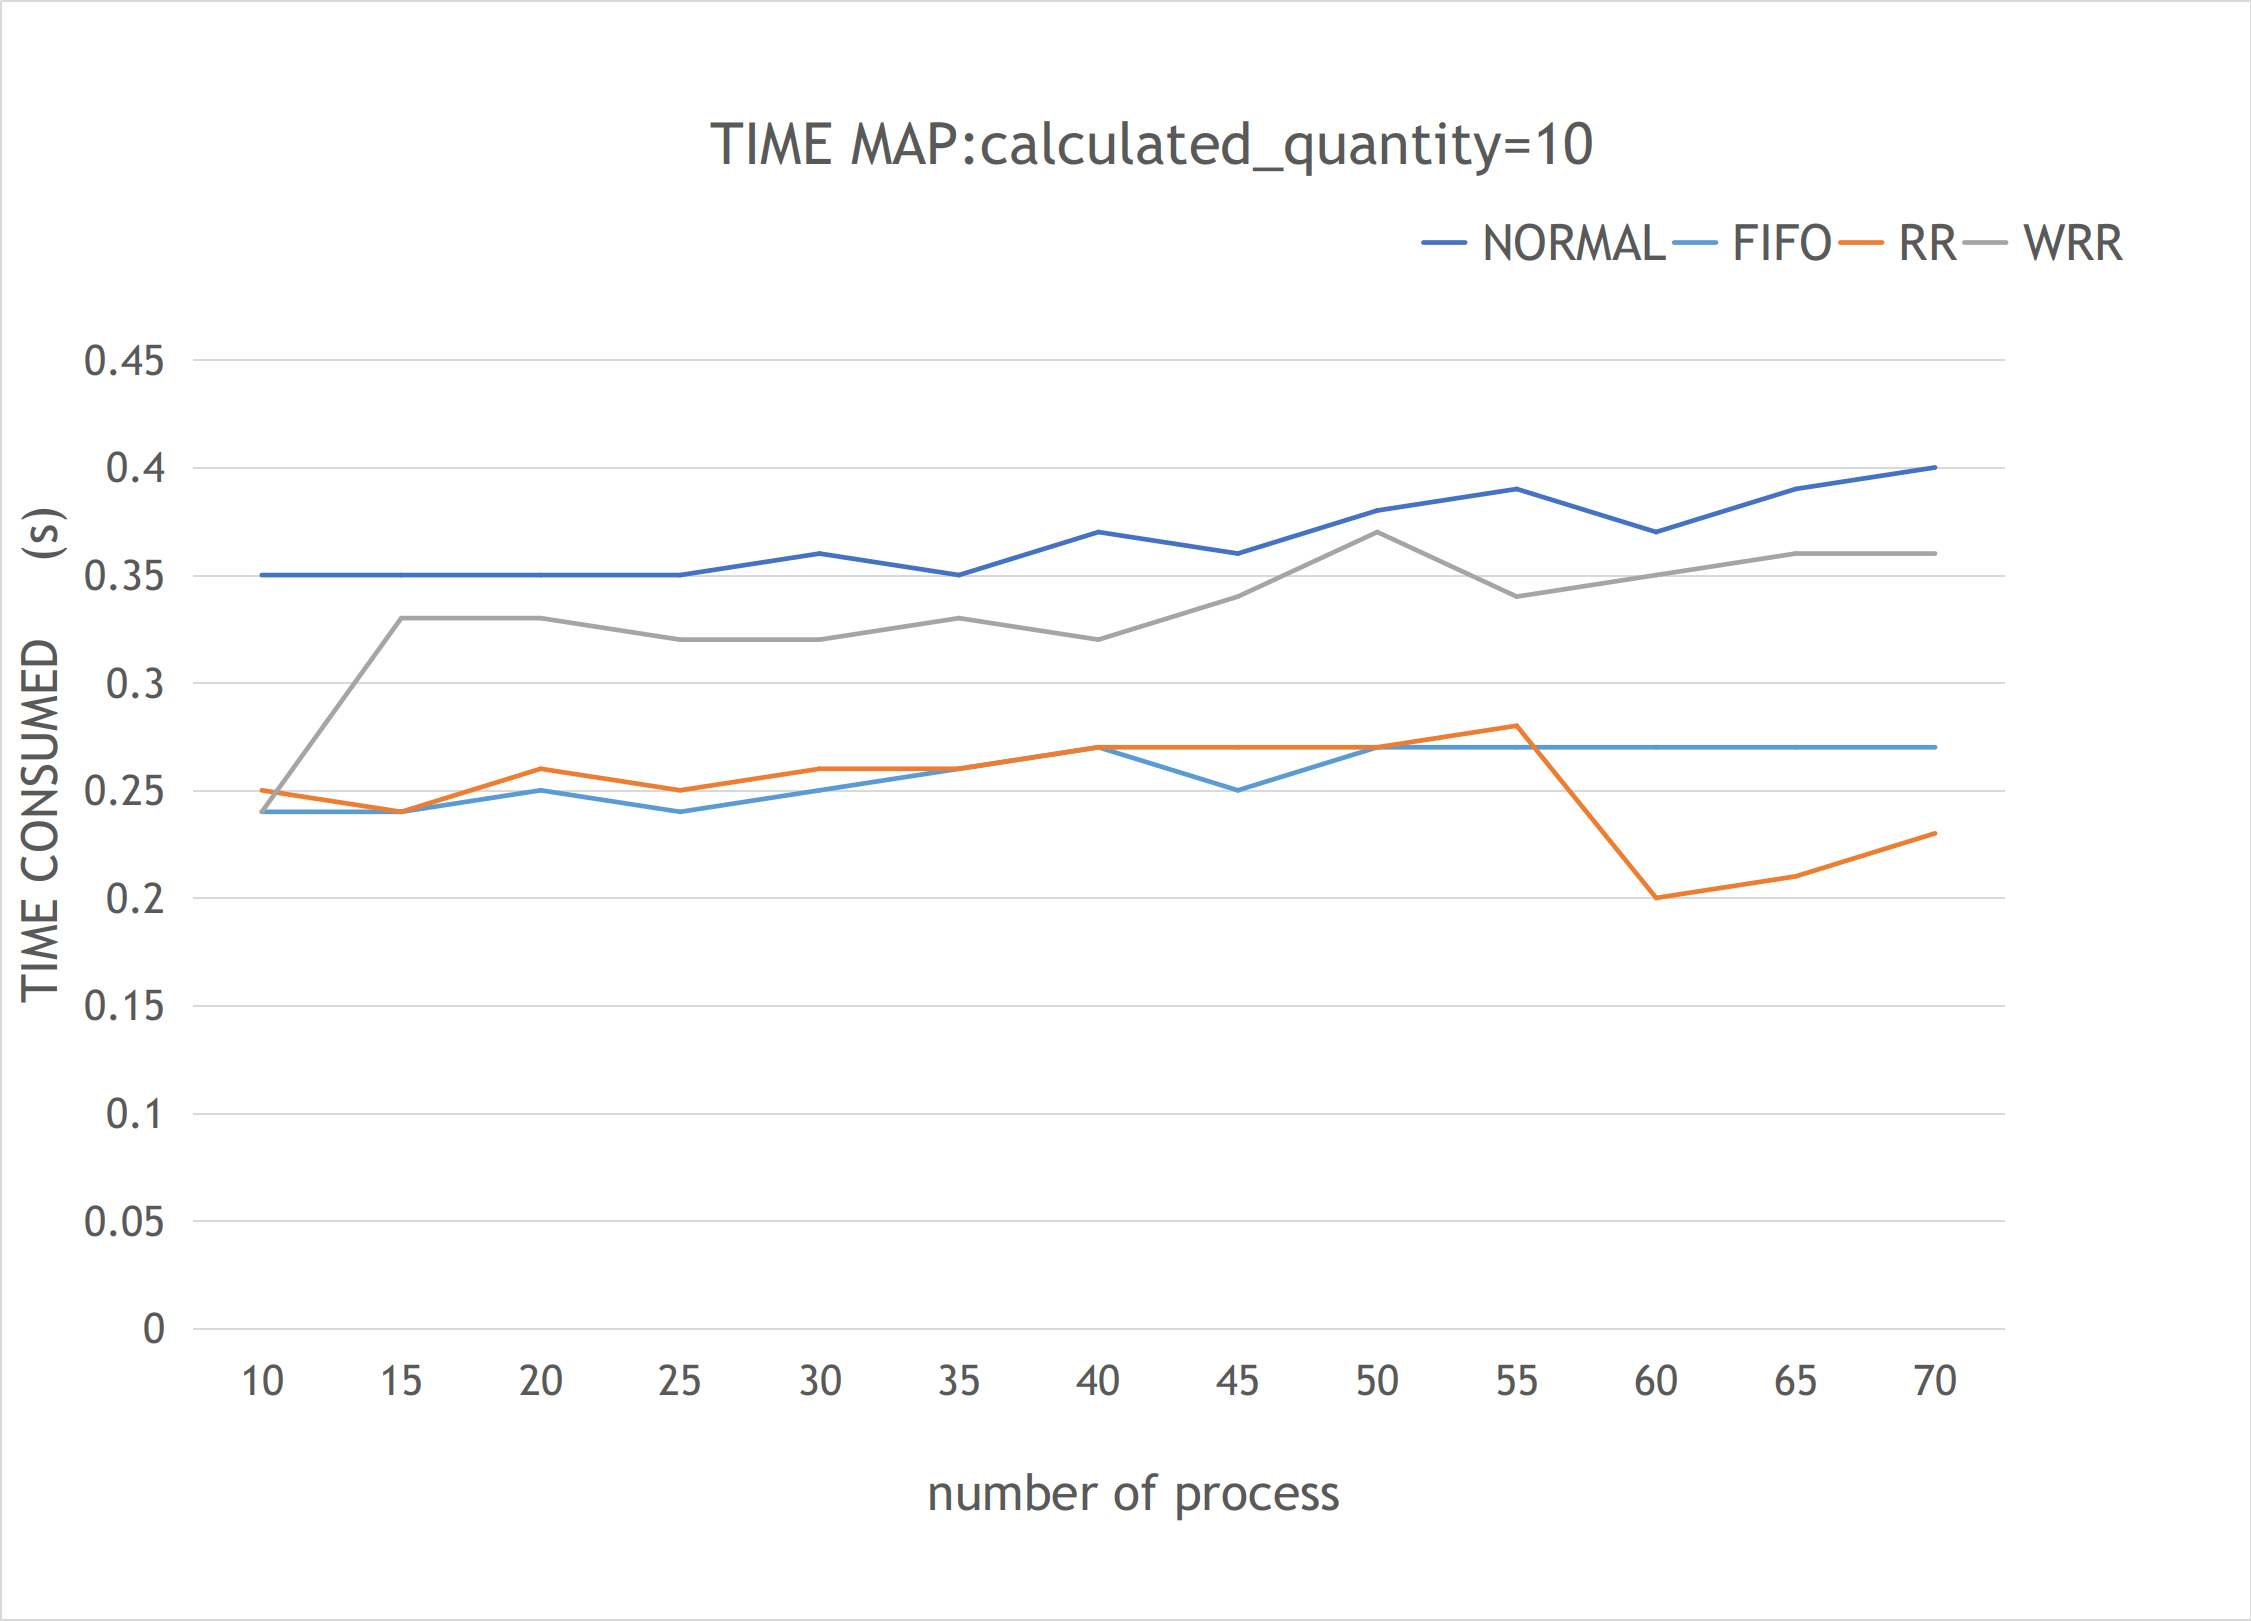 TIME MAP:calculated_quantity=10
NORMAL FIFO RR WRR
0.45
0.4
0.35
0.3
0.25
0.2
0.15
0.1
0.05
0
TIME CONSUMED (s)
10 15 20 25 30 35 40 45 50 55 60 65 70
number of process